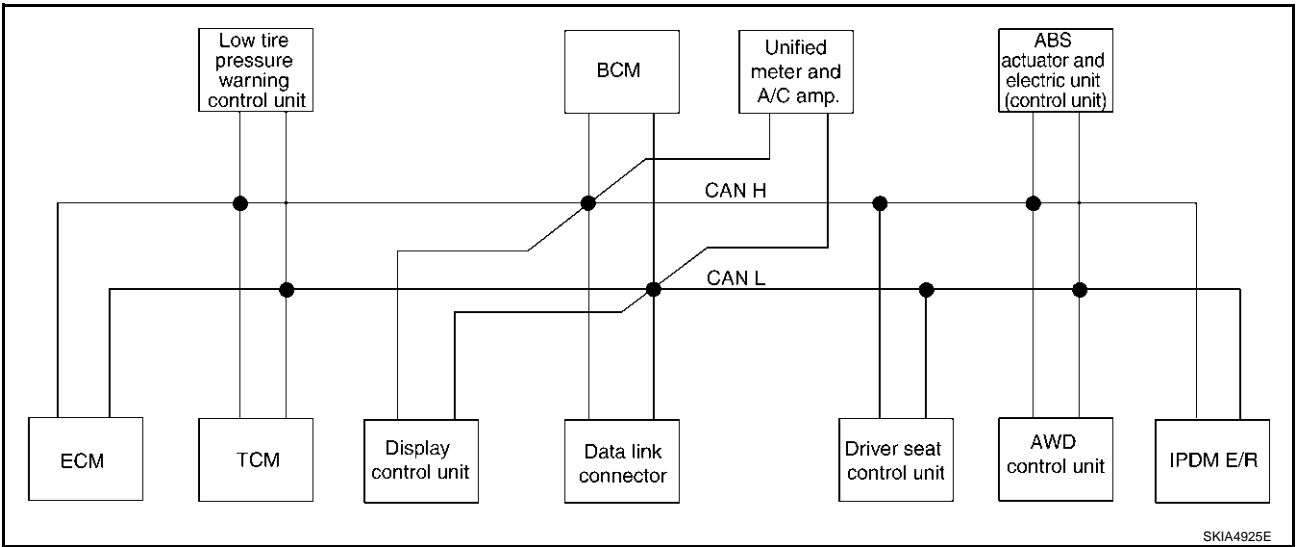 Low tire
pressure
warning
control unit
BCM
Unified
meter and
A/C amp.
ABS
actuator and
electric unit
(control unit)
CAN H
CAN L
ECM
TCM
Display
control unit
Data link
connector
Driver seat
control unit
AWD
control unit
IPDM E/R
SKIA4925E